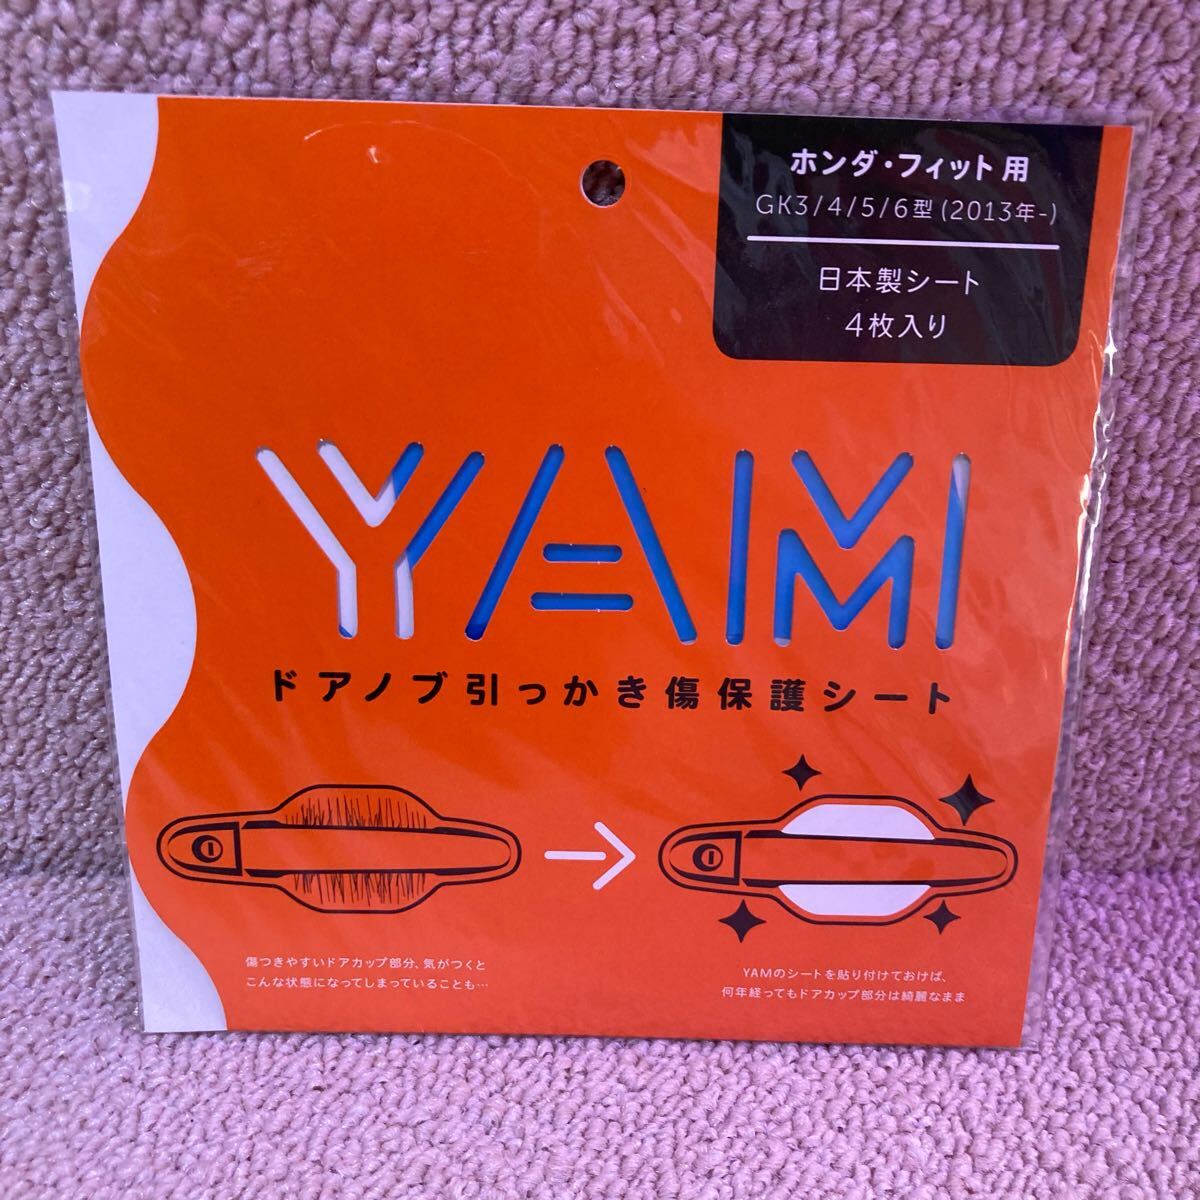 ホンダ・フィット用
GK3/4/5/6型(2013年-)
日本製シート
4枚入り
YAM
ドアノブ引っかき傷保護シート
傷つきやすいドアカップ部分、気がつくと
こんな状態になってしまっていることも…
YAMのシートを貼り付けておけば、
何年経ってもドアカップ部分は綺麗なまま